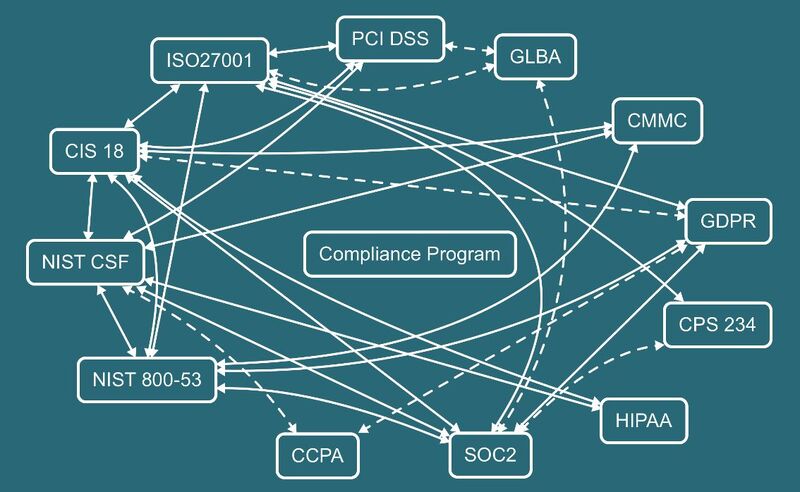 PCI DSS
ISO27001
GLBA
CMMC
CIS 18
GDPR
Compliance Program
NIST CSF
CPS 234
NIST 800-53
HIPAA
CCPA
SOC2